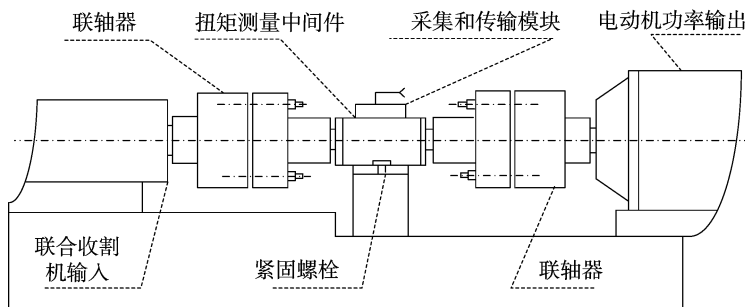 联轴器
扭矩测量中间件
采集和传输模块
电动机功率输出
联合收割
机输入
紧固螺栓
联轴器